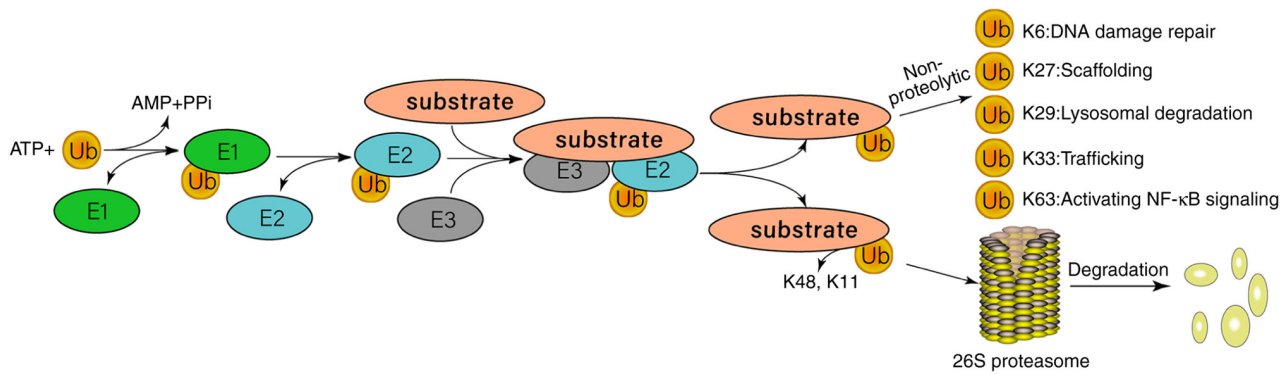 ATP+
Ub
AMP+PPi
E1
E1
Ub
E2
E2
Ub
substrate
E3
substrate
E3
E2
Ub
substrate
Ub
Non-
proteolytic
Ub
K6:DNA damage repair
Ub
K27:Scaffolding
Ub
K29:Lysosomal degradation
Ub
K33:Trafficking
Ub
K63:Activating NF-κB signaling
substrate
Ub
K48, K11
26S proteasome
Degradation